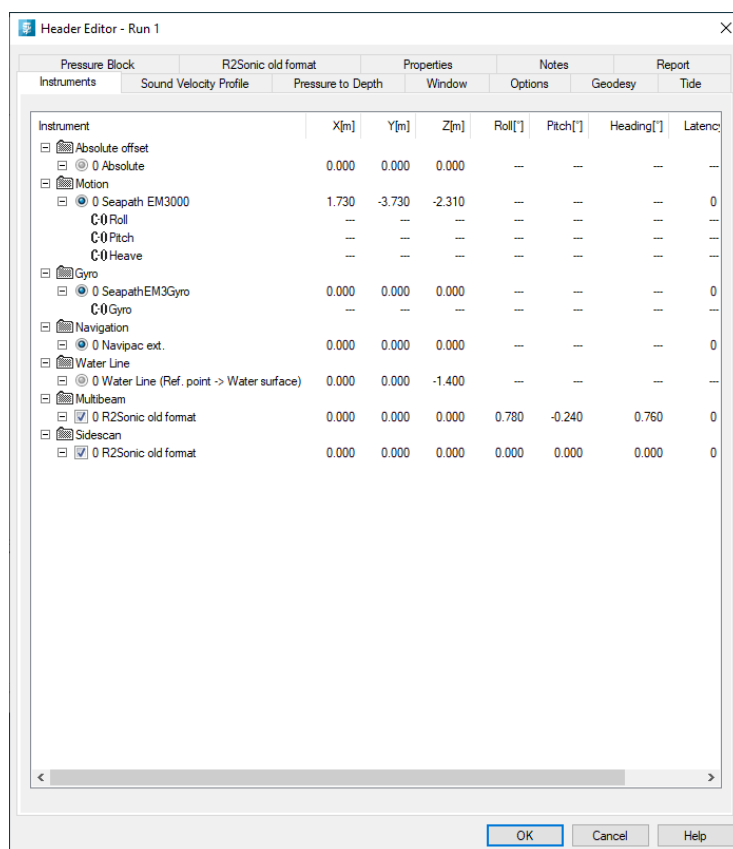 Header Editor - Run 1
Pressure Block R2Sonic old format Properties Notes Report
Instruments Sound Velocity Profile Pressure to Depth Window Options Geodesy Tide
Instrument X[m] Y[m] Z[m] Roll[°] Pitch[°] Heading[°] Latency
Absolute offset
0 Absolute 0.000 0.000 0.000 --- --- --- ---
Motion
0 Seapath EM3000 1.730 -3.730 -2.310 --- --- --- 0
C-O Roll --- --- --- --- --- --- ---
C-O Pitch --- --- --- --- --- --- ---
C-O Heave --- --- --- --- --- --- ---
Gyro
0 SeapathEM3Gyro 0.000 0.000 0.000 --- --- --- 0
C-O Gyro --- --- --- --- --- --- ---
Navigation
0 Navipac ext. 0.000 0.000 0.000 --- --- --- 0
Water Line
0 Water Line (Ref. point -> Water surface) 0.000 0.000 -1.400 --- --- --- ---
Multibeam
0 R2Sonic old format 0.000 0.000 0.000 0.780 -0.240 0.760 0
Sidescan
0 R2Sonic old format 0.000 0.000 0.000 0.000 0.000 0.000 0
OK Cancel Help